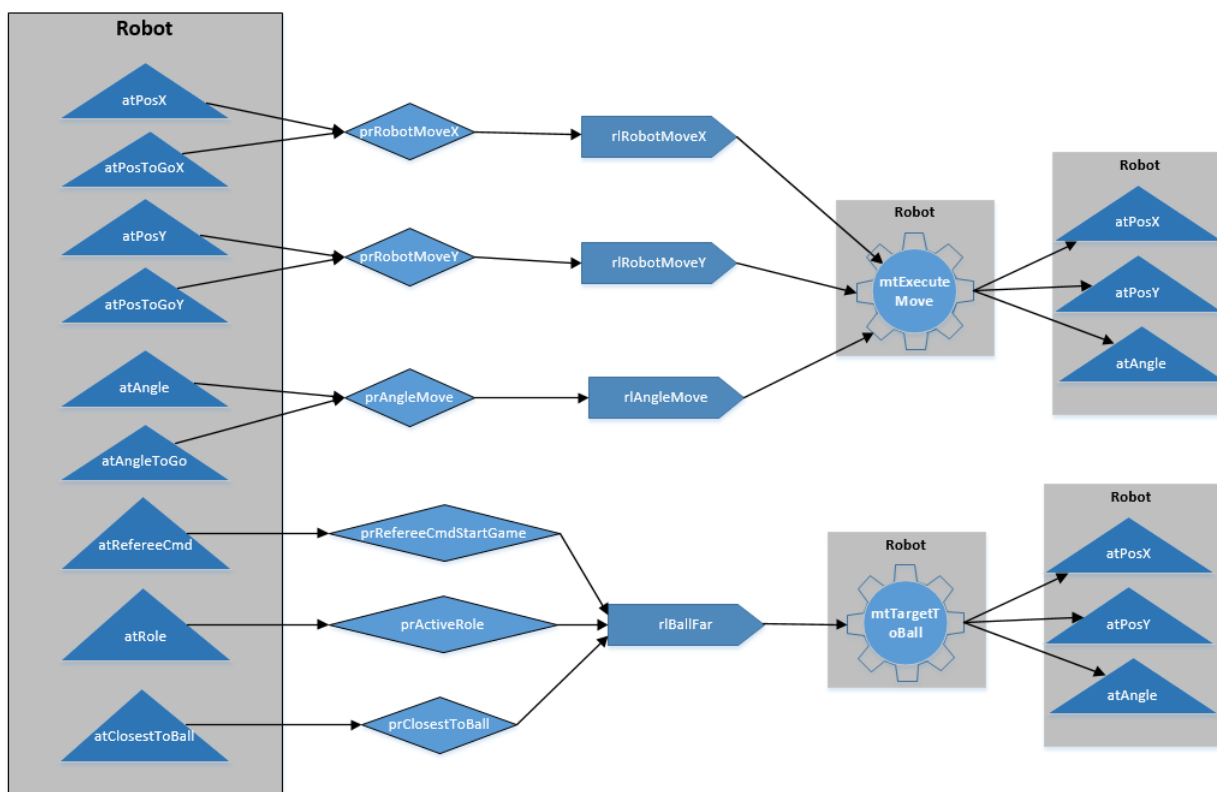 Robot
atPosX
atPosToGoX
atPosY
atPosToGoY
atAngle
atAngleToGo
atRefereeCmd
atRole
atClosestToBall
prRobotMoveX
prRobotMoveY
prAngleMove
prRefereeCmdStartGame
prActiveRole
prClosestToBall
rlRobotMoveX
rlRobotMoveY
rlAngleMove
rlBallFar
Robot
mtExecute
Move
Robot
mtTargetT
oBall
Robot
atPosX
atPosY
atAngle
Robot
atPosX
atPosY
atAngle